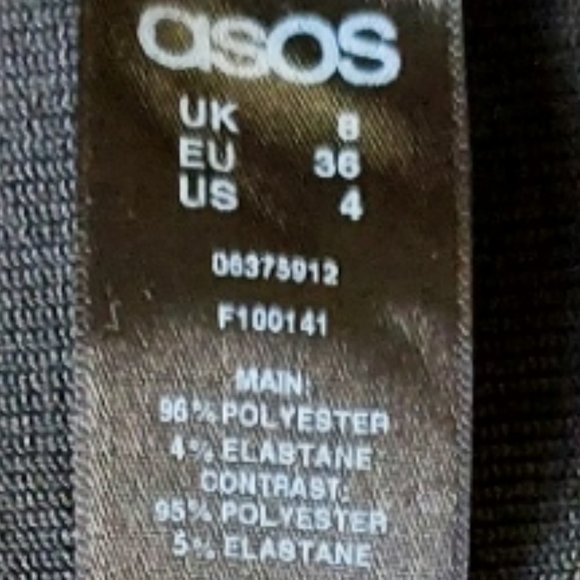 asos
UK 8
EU 36
US 4
06375912
F100141
MAIN:
96% POLYESTER
4% ELASTANE
CONTRAST:
95% POLYESTER
5% ELASTANE